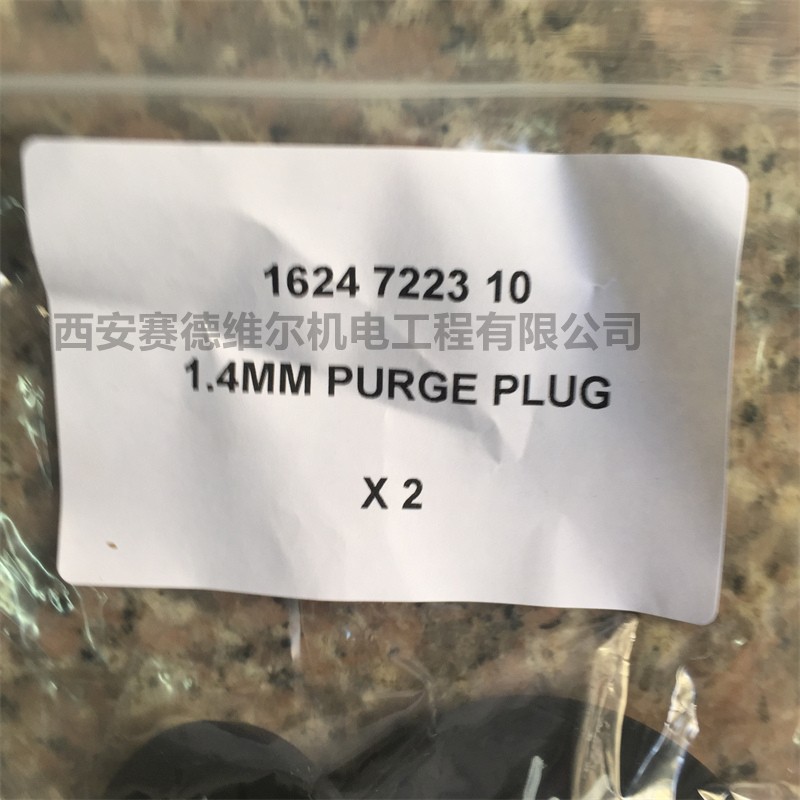 1624 7223 10
西安赛德维尔机电工程有限公司
1.4MM PURGE PLUG
X 2